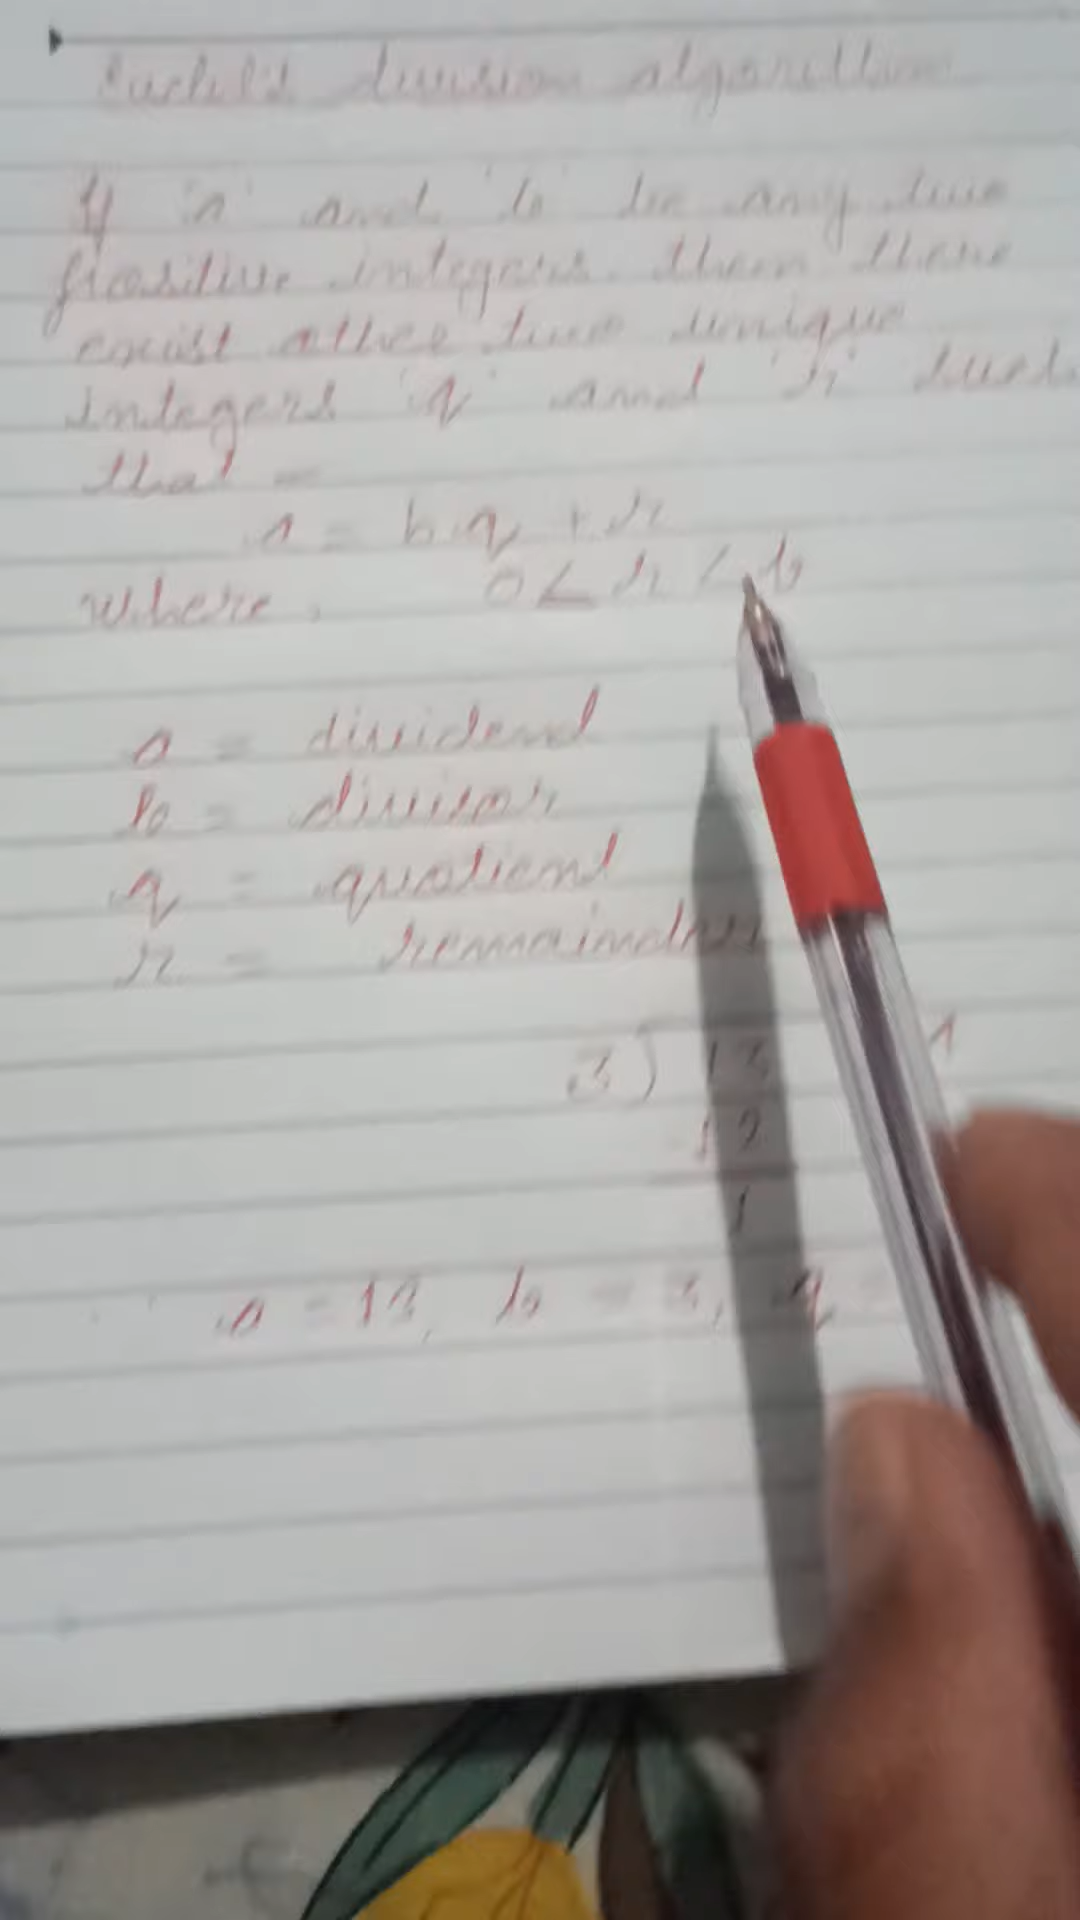 Euclid's division algorithm
If 'a' and 'b' be any two
positive integers then there
exist other two unique
integers 'q' and 'r' such
that -
a = b.q + r
where, 0 ≤ r < b
a = dividend
b = divisor
q = quotient
r = remainder
3) 13
12
1
a = 13, b = 3, q =